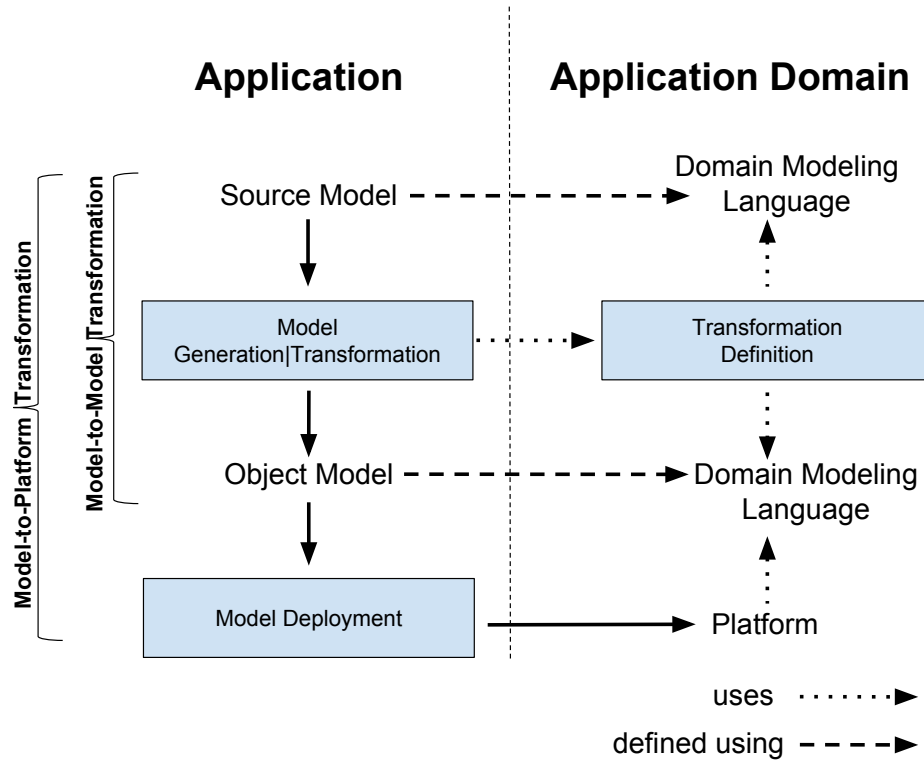 Application
Application Domain
Model-to-Platform Transformation
Model-to-Model Transformation
Source Model
Domain Modeling
Language
Model
Generation|Transformation
Transformation
Definition
Object Model
Domain Modeling
Language
Model Deployment
Platform
uses
defined using